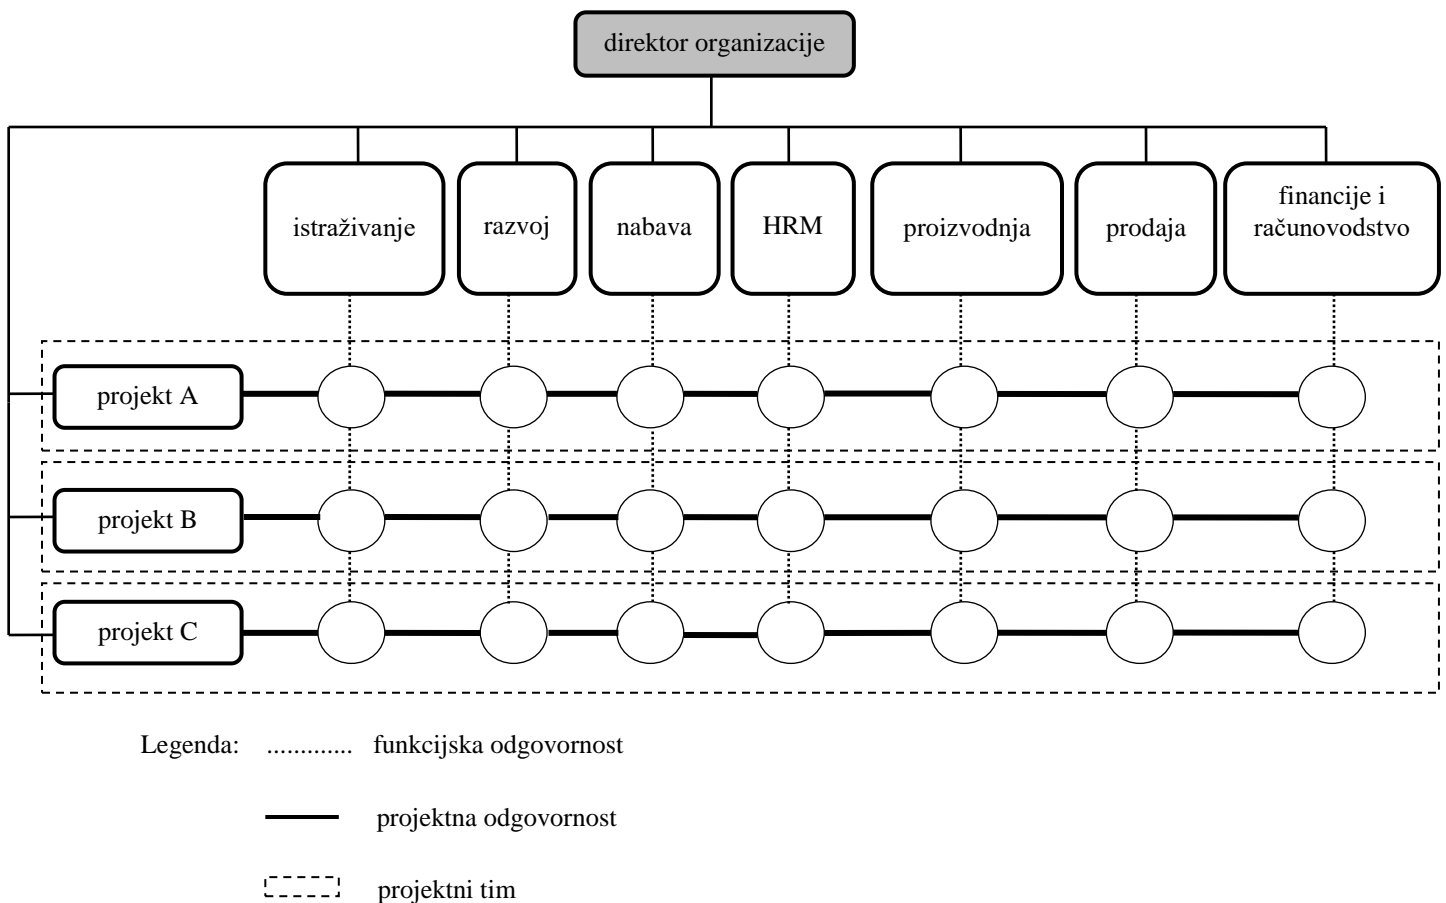 direktor organizacije
istraživanje
razvoj
nabava
HRM
proizvodnja
prodaja
financije i
računovodstvo
projekt A
projekt B
projekt C
Legenda: ............. funkcijska odgovornost
projektna odgovornost
projektni tim